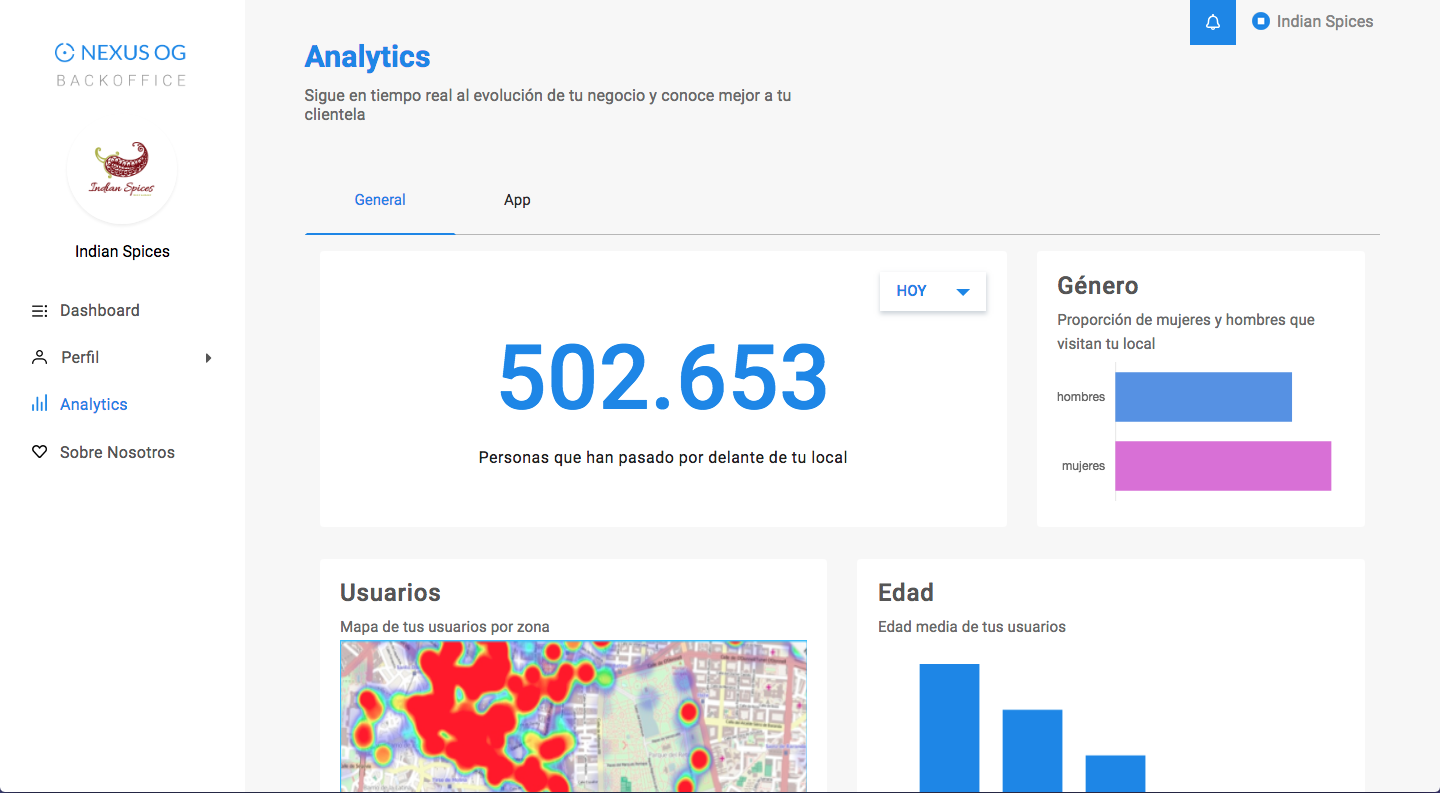 NEXUS OG
BACKOFFICE
Indian Spices
Indian Spices
Dashboard
Perfil
Analytics
Sobre Nosotros
Indian Spices
Analytics
Sigue en tiempo real al evolución de tu negocio y conoce mejor a tu
clientela
General
App
HOY
502.653
Personas que han pasado por delante de tu local
Género
Proporción de mujeres y hombres que
visitan tu local
hombres
mujeres
Usuarios
Mapa de tus usuarios por zona
Edad
Edad media de tus usuarios